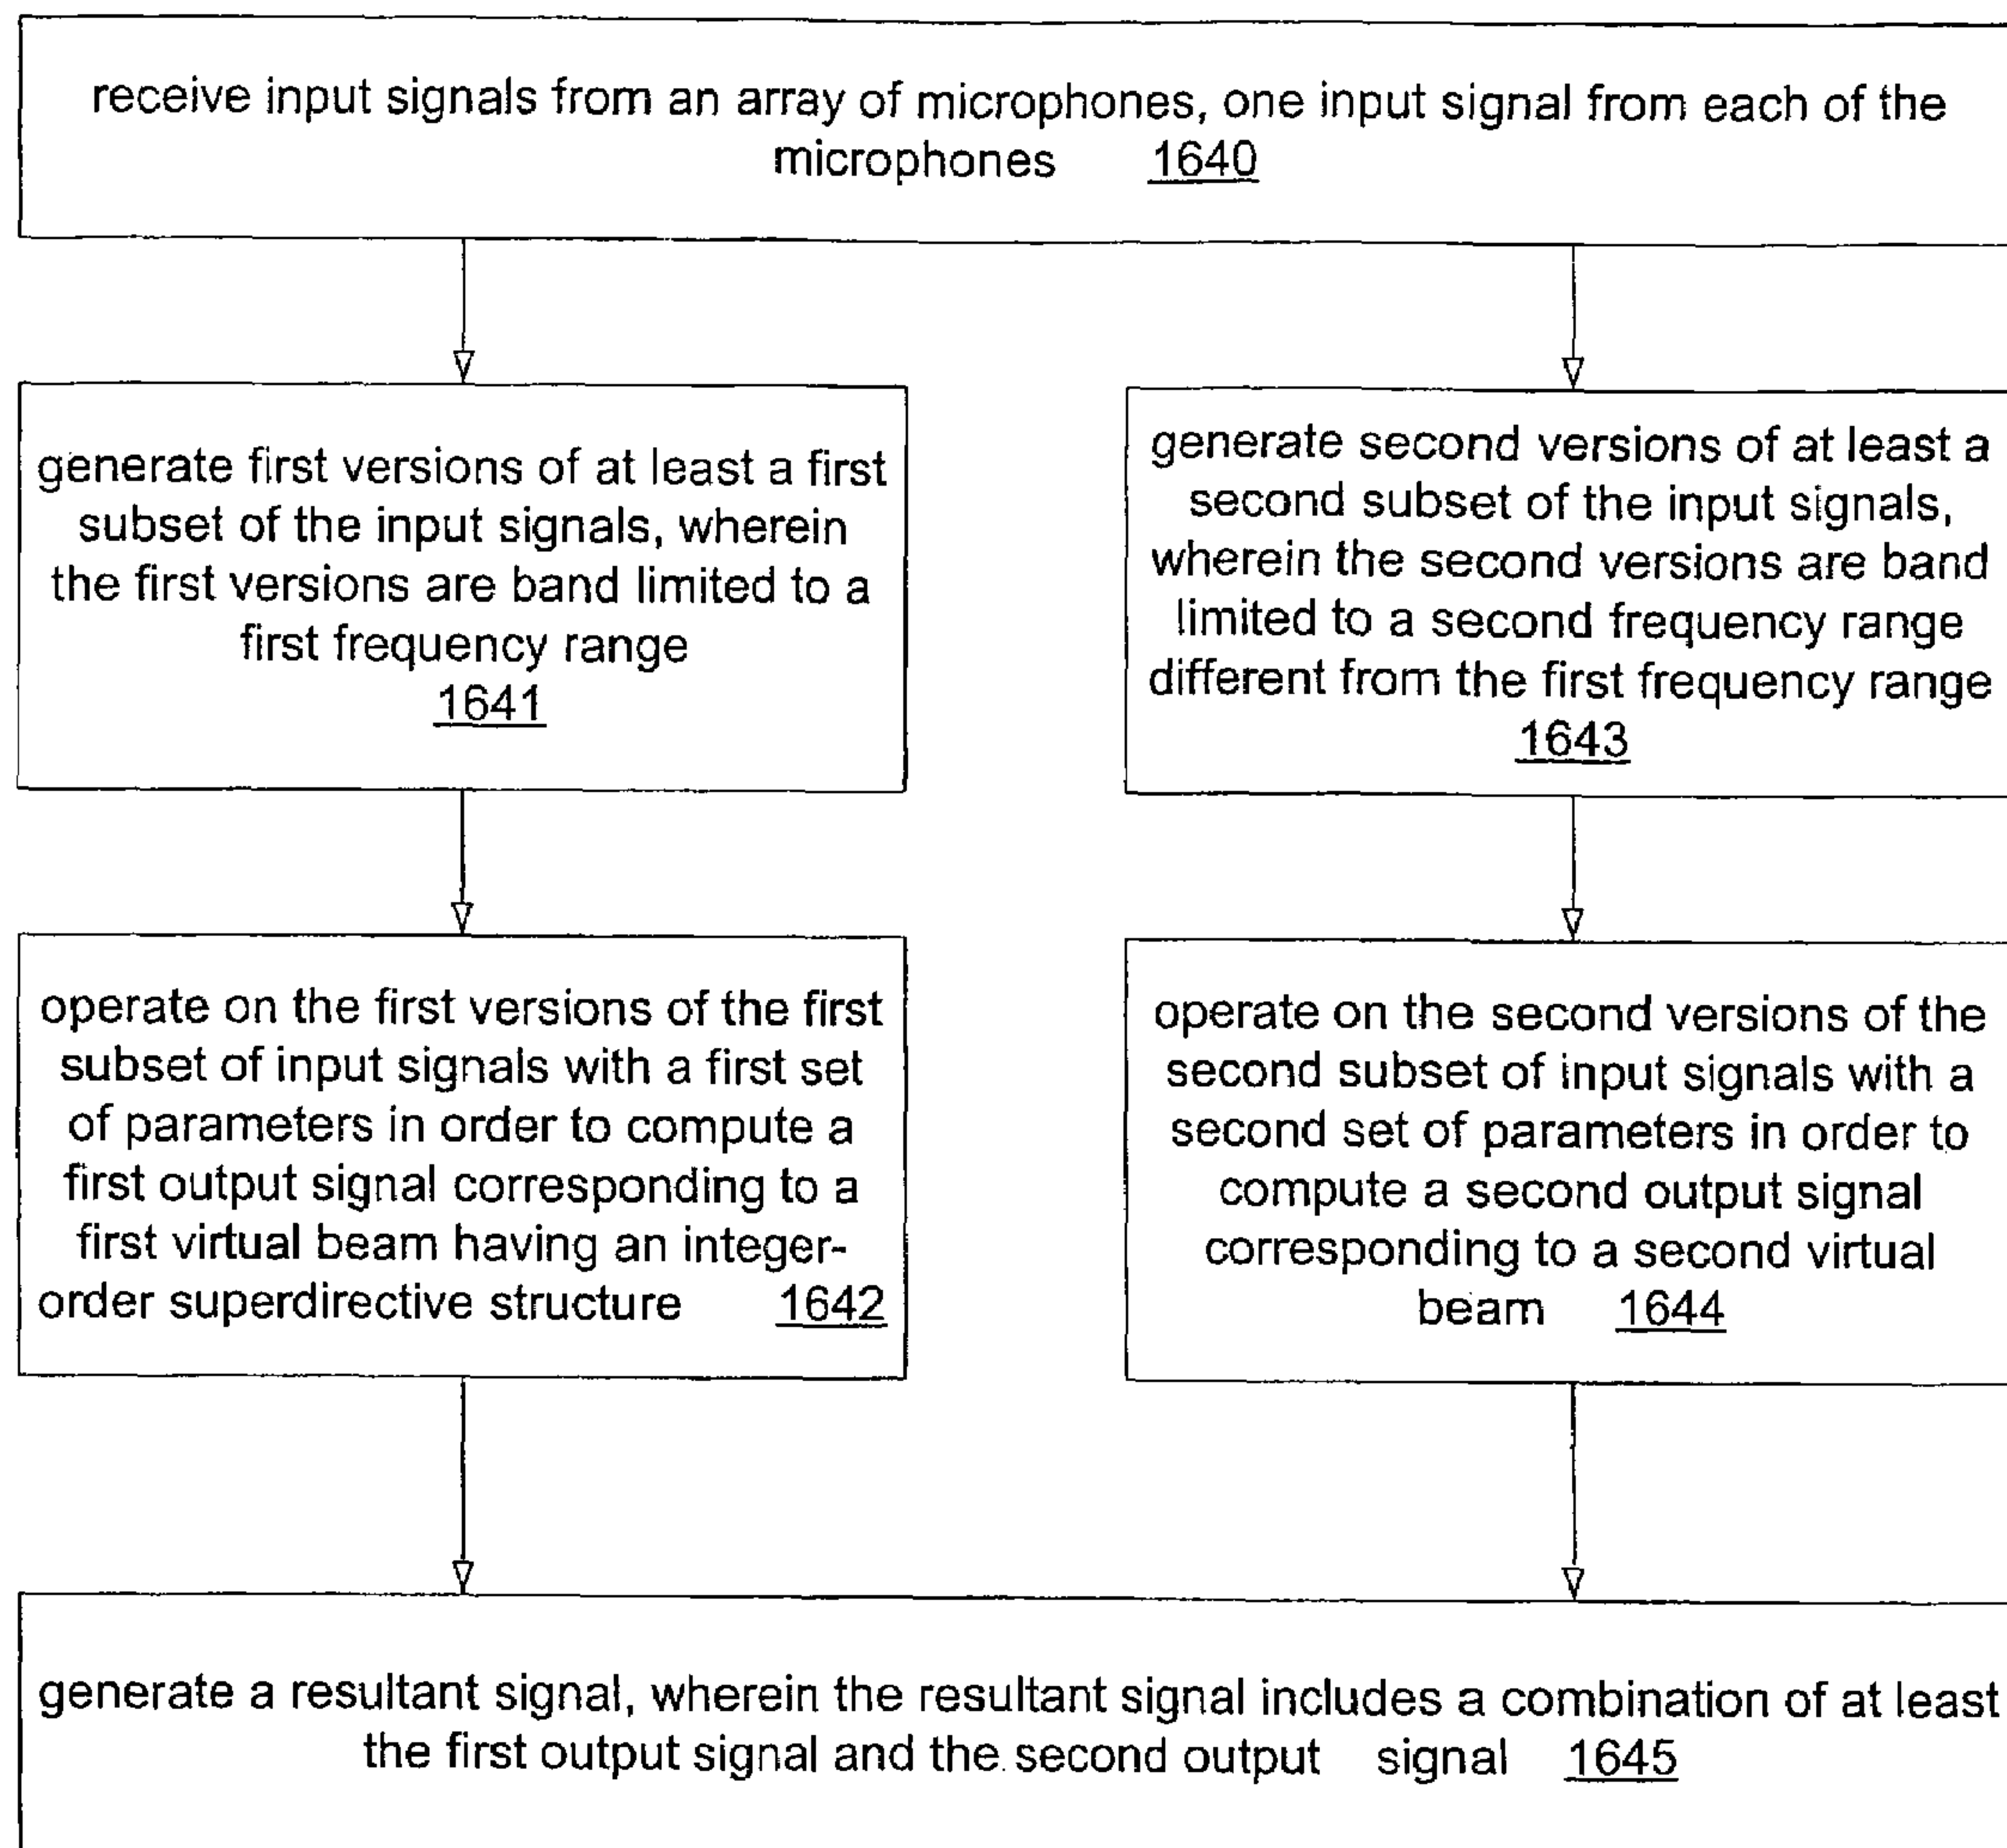 receive input signals from an array of microphones, one input signal from each of the
microphones 1640
generate first versions of at least a first
subset of the input signals, wherein
the first versions are band limited to a
first frequency range
1641
generate second versions of at least a
second subset of the input signals,
wherein the second versions are band
limited to a second frequency range
different from the first frequency range
1643
operate on the first versions of the first
subset of input signals with a first set
of parameters in order to compute a
first output signal corresponding to a
first virtual beam having an integer-
order superdirective structure 1642
operate on the second versions of the
second subset of input signals with a
second set of parameters in order to
compute a second output signal
corresponding to a second virtual
beam 1644
generate a resultant signal, wherein the resultant signal includes a combination of at least
the first output signal and the second output signal 1645